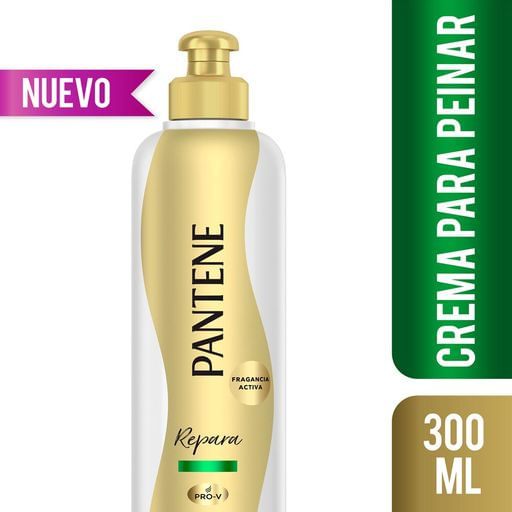 NUEVO
PANTENE
FRAGANCIA
ACTIVA
Repara
PRO-V
CREMA PARA PEINAR
300
ML